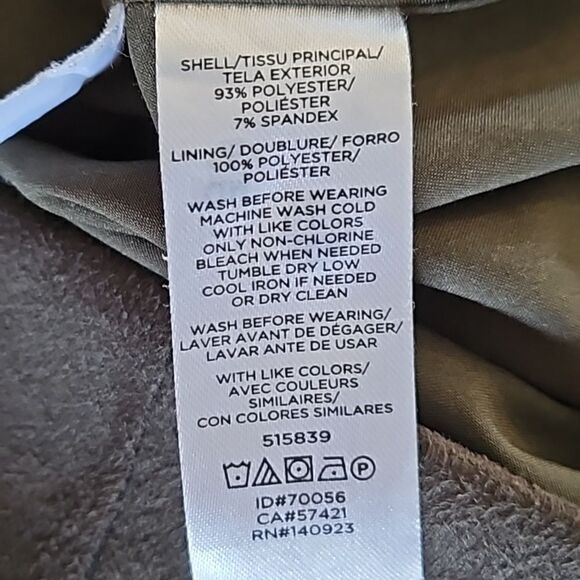 SHELL/TISSU PRINCIPAL/
TELA EXTERIOR
93% POLYESTER/
POLIÉSTER
7% SPANDEX
LINING/ DOUBLURE/ FORRO
100% POLYESTER/
POLIÉSTER
WASH BEFORE WEARING
MACHINE WASH COLD
WITH LIKE COLORS
ONLY NON-CHLORINE
BLEACH WHEN NEEDED
TUMBLE DRY LOW
COOL IRON IF NEEDED
OR DRY CLEAN
WASH BEFORE WEARING/
LAVER AVANT DE DÉGAGER/
LAVAR ANTE DE USAR
WITH LIKE COLORS/
AVEC COULEURS
SIMILAIRES/
CON COLORES SIMILARES
515839
P
ID#70056
CA#57421
RN#140923